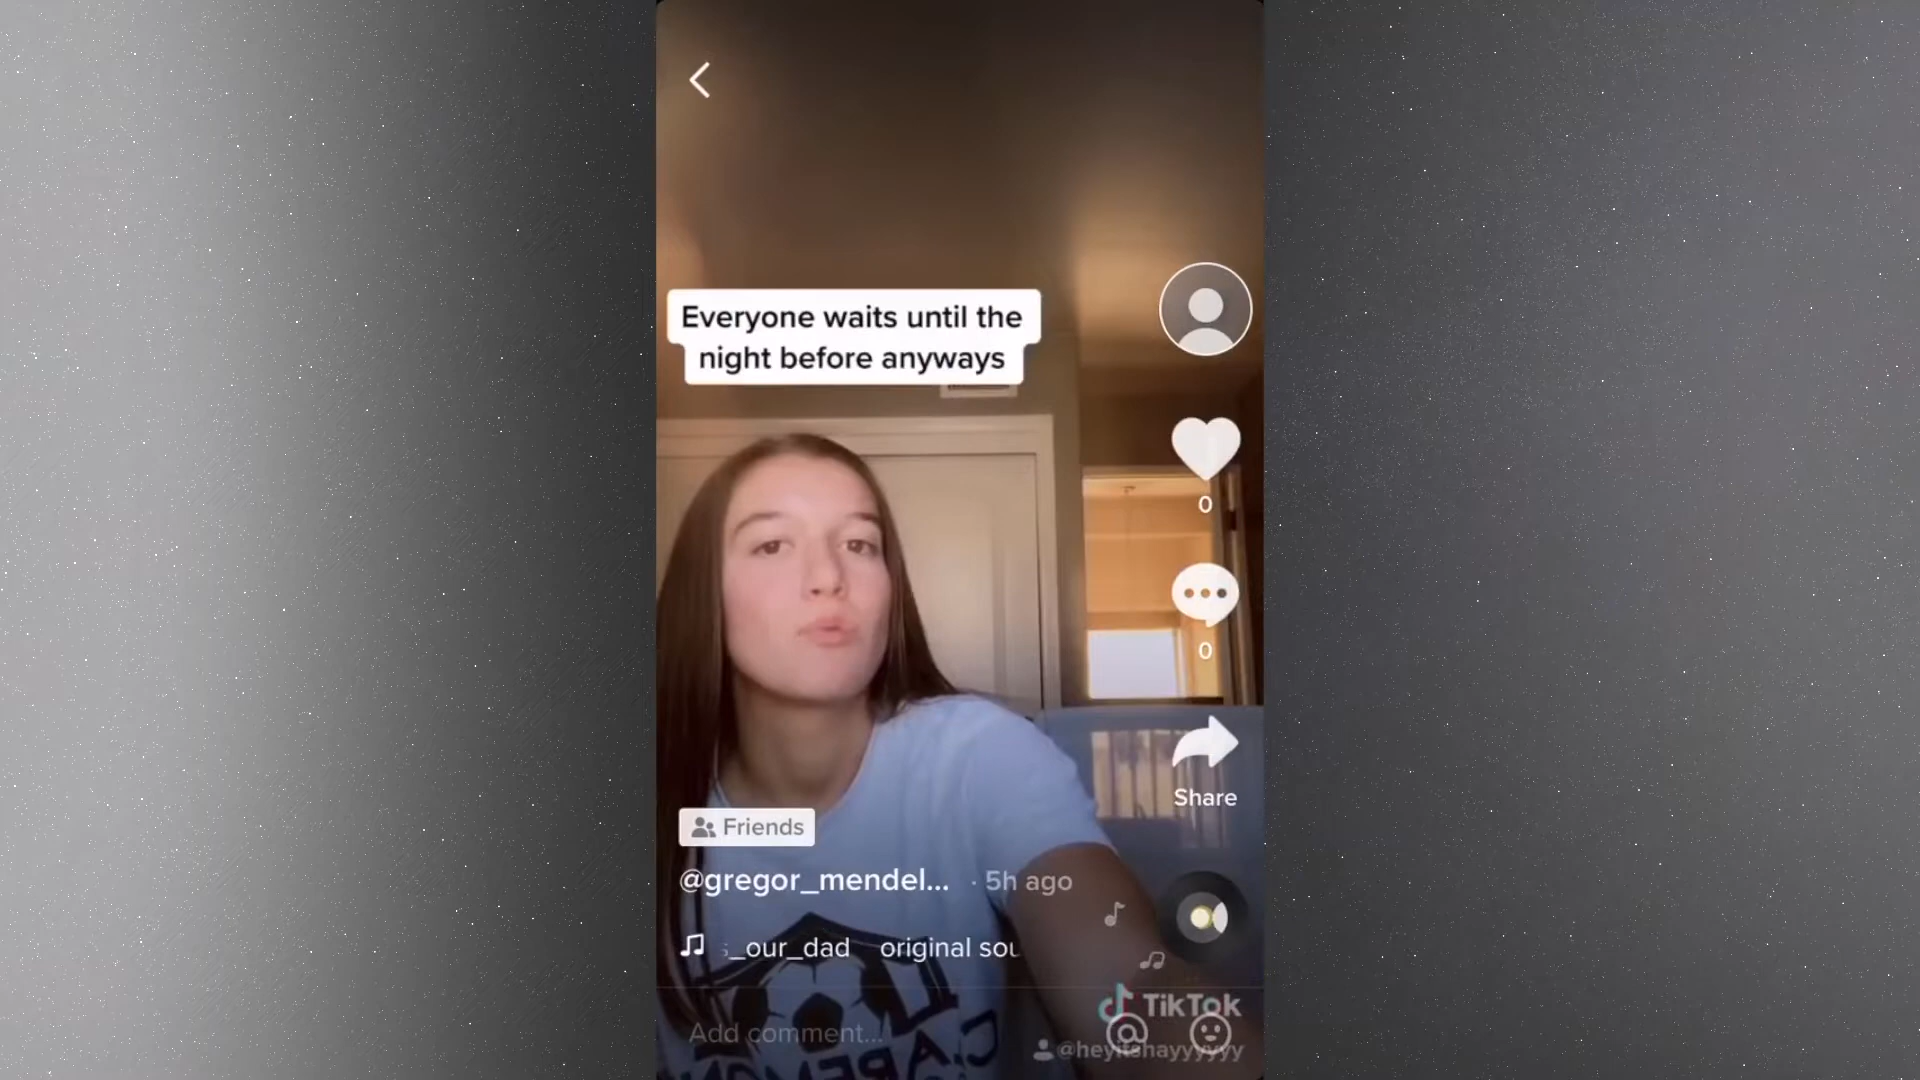 Everyone waits until the
night before anyways
0
0
Share
Friends
@gregor_mendel... · 5h ago
_our_dad original sou
TikTok
Add comment...